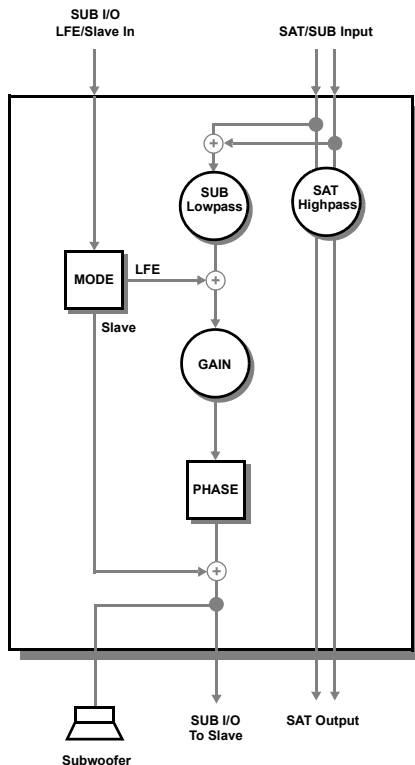 SUB I/O
LFE/Slave In
SAT/SUB Input
+
SUB
Lowpass
SAT
Highpass
MODE
LFE
+
Slave
GAIN
PHASE
+
SUB I/O
To Slave
SAT Output
Subwoofer